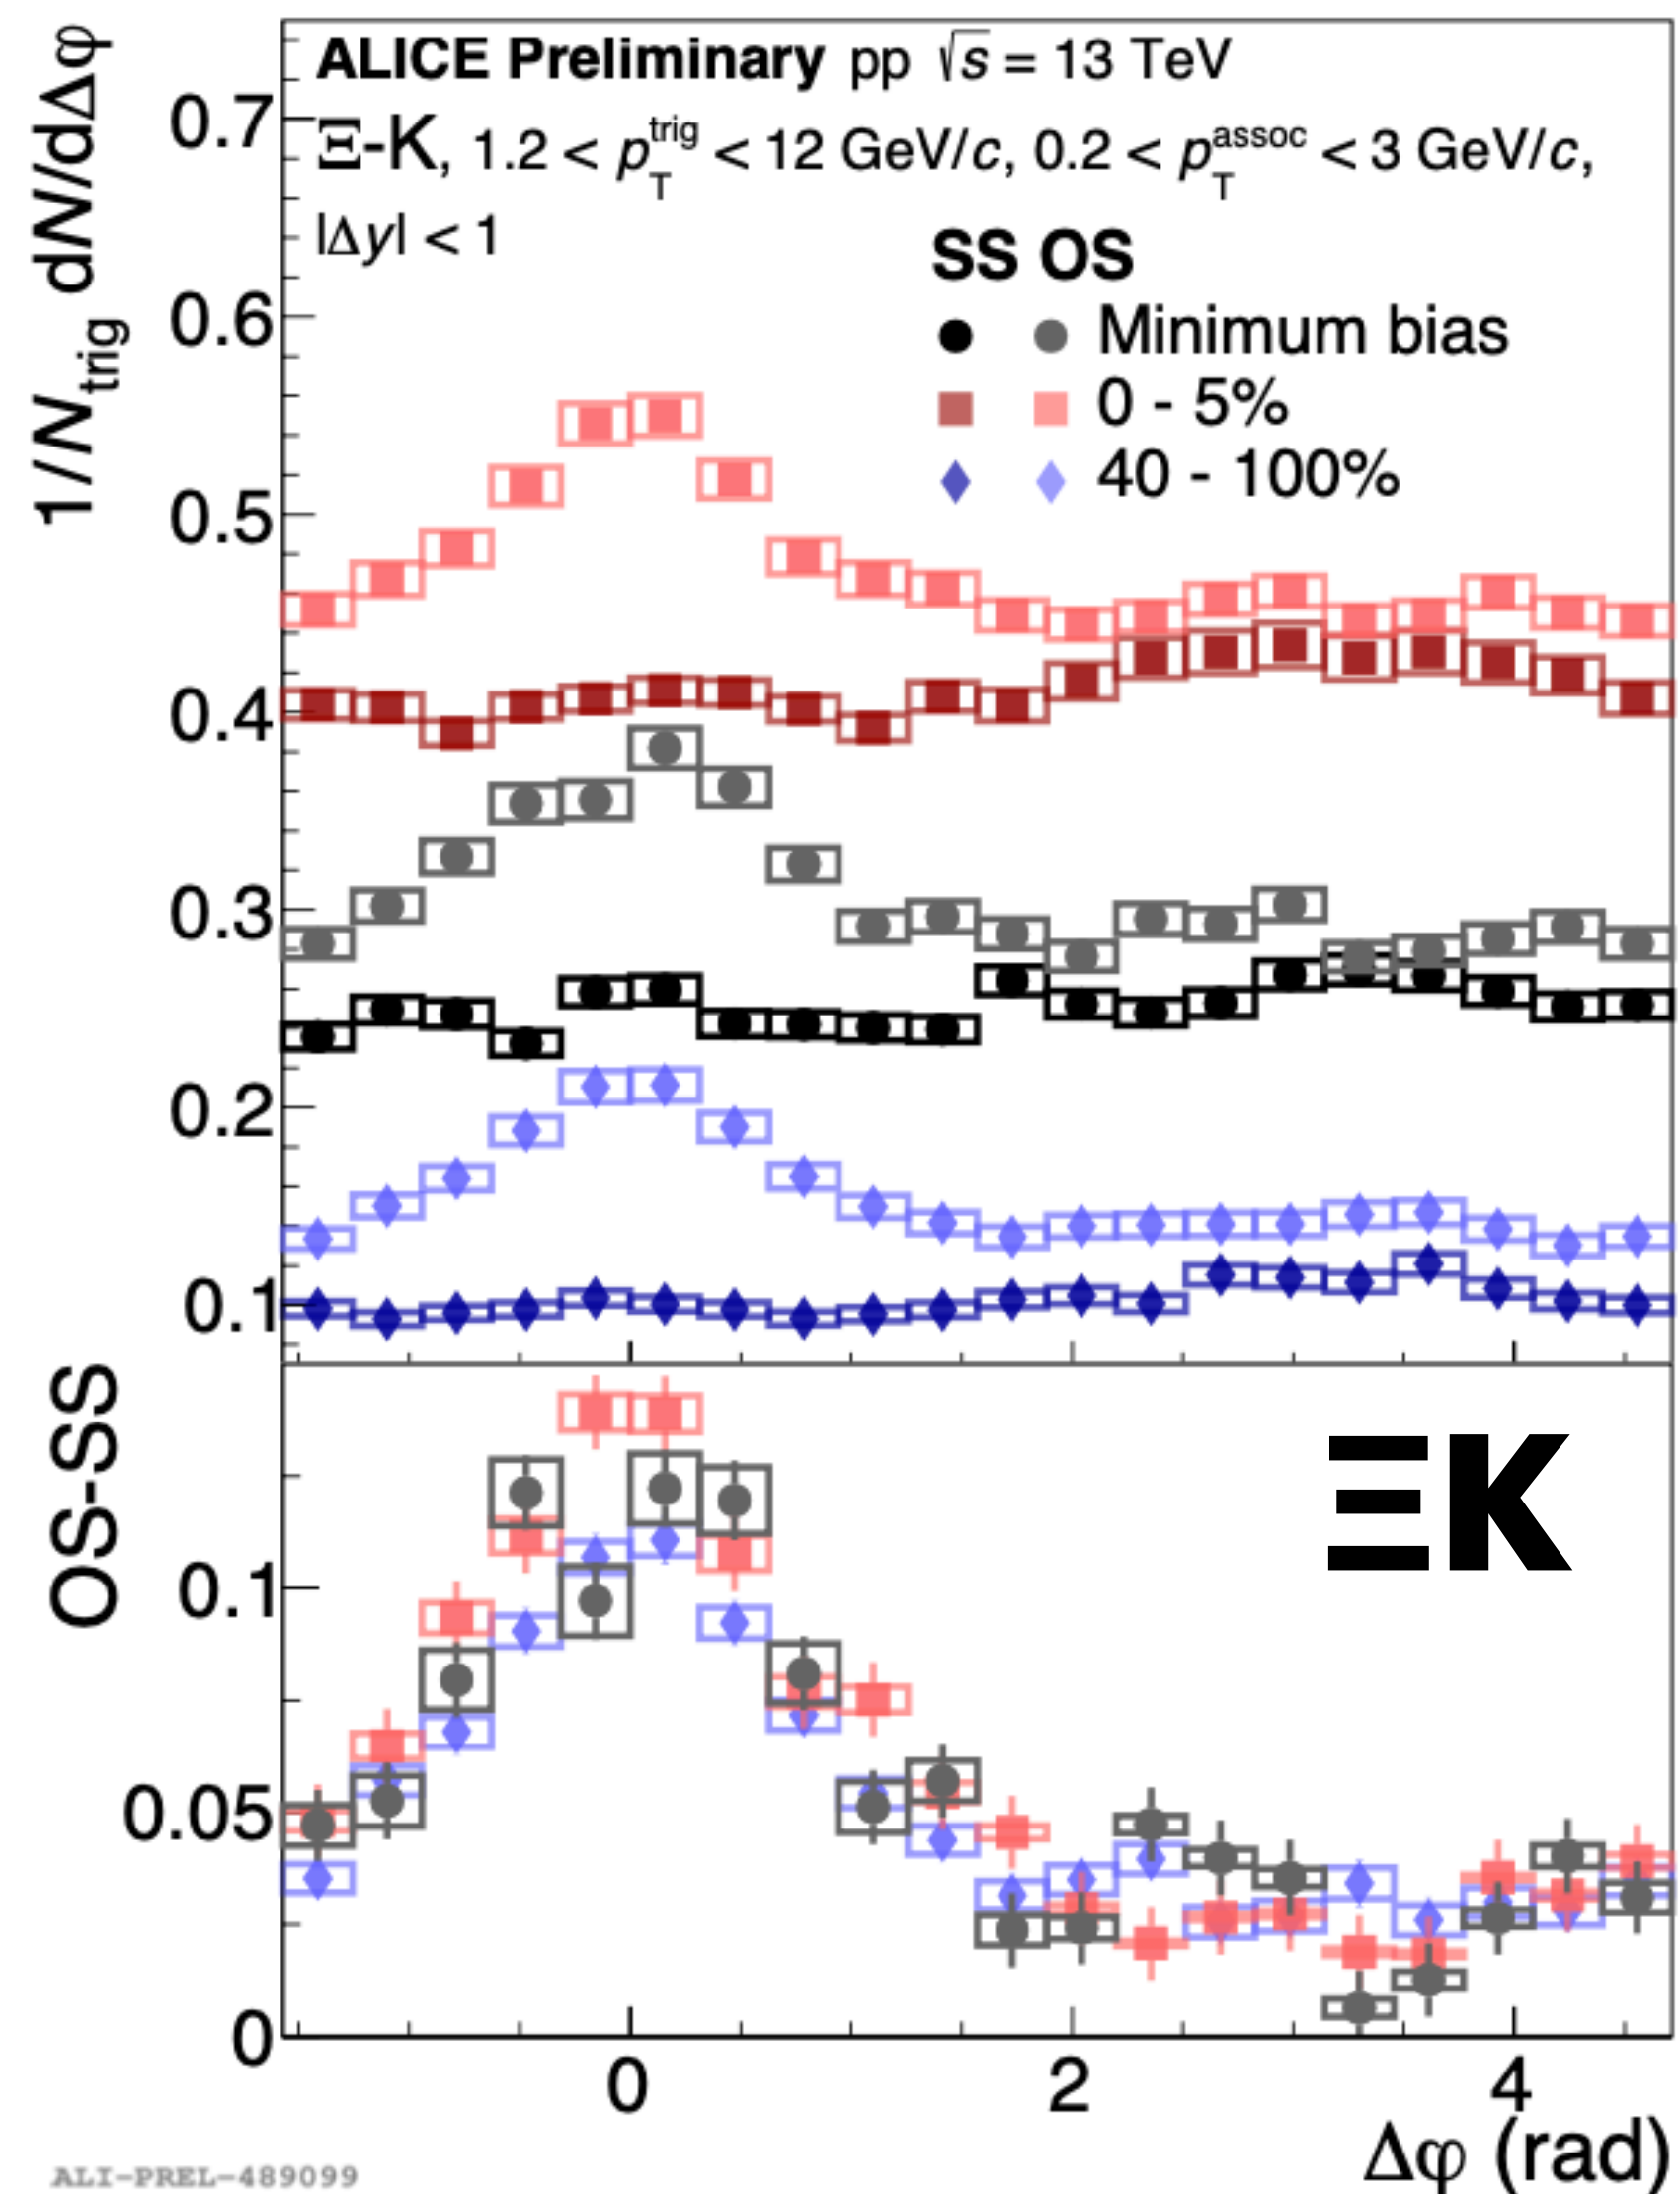 ALICE Preliminary pp √s = 13 TeV
Ξ-K, 1.2 < p_T^trig < 12 GeV/c, 0.2 < p_T^assoc < 3 GeV/c,
|Δy| < 1
SS OS
Minimum bias
0 - 5%
40 - 100%
1/N_trig dN/dΔφ
0.7
0.6
0.5
0.4
0.3
0.2
0.1
OS-SS
ΞK
0.1
0.05
0
0 2 4
Δφ (rad)
ALI-PREL-489099